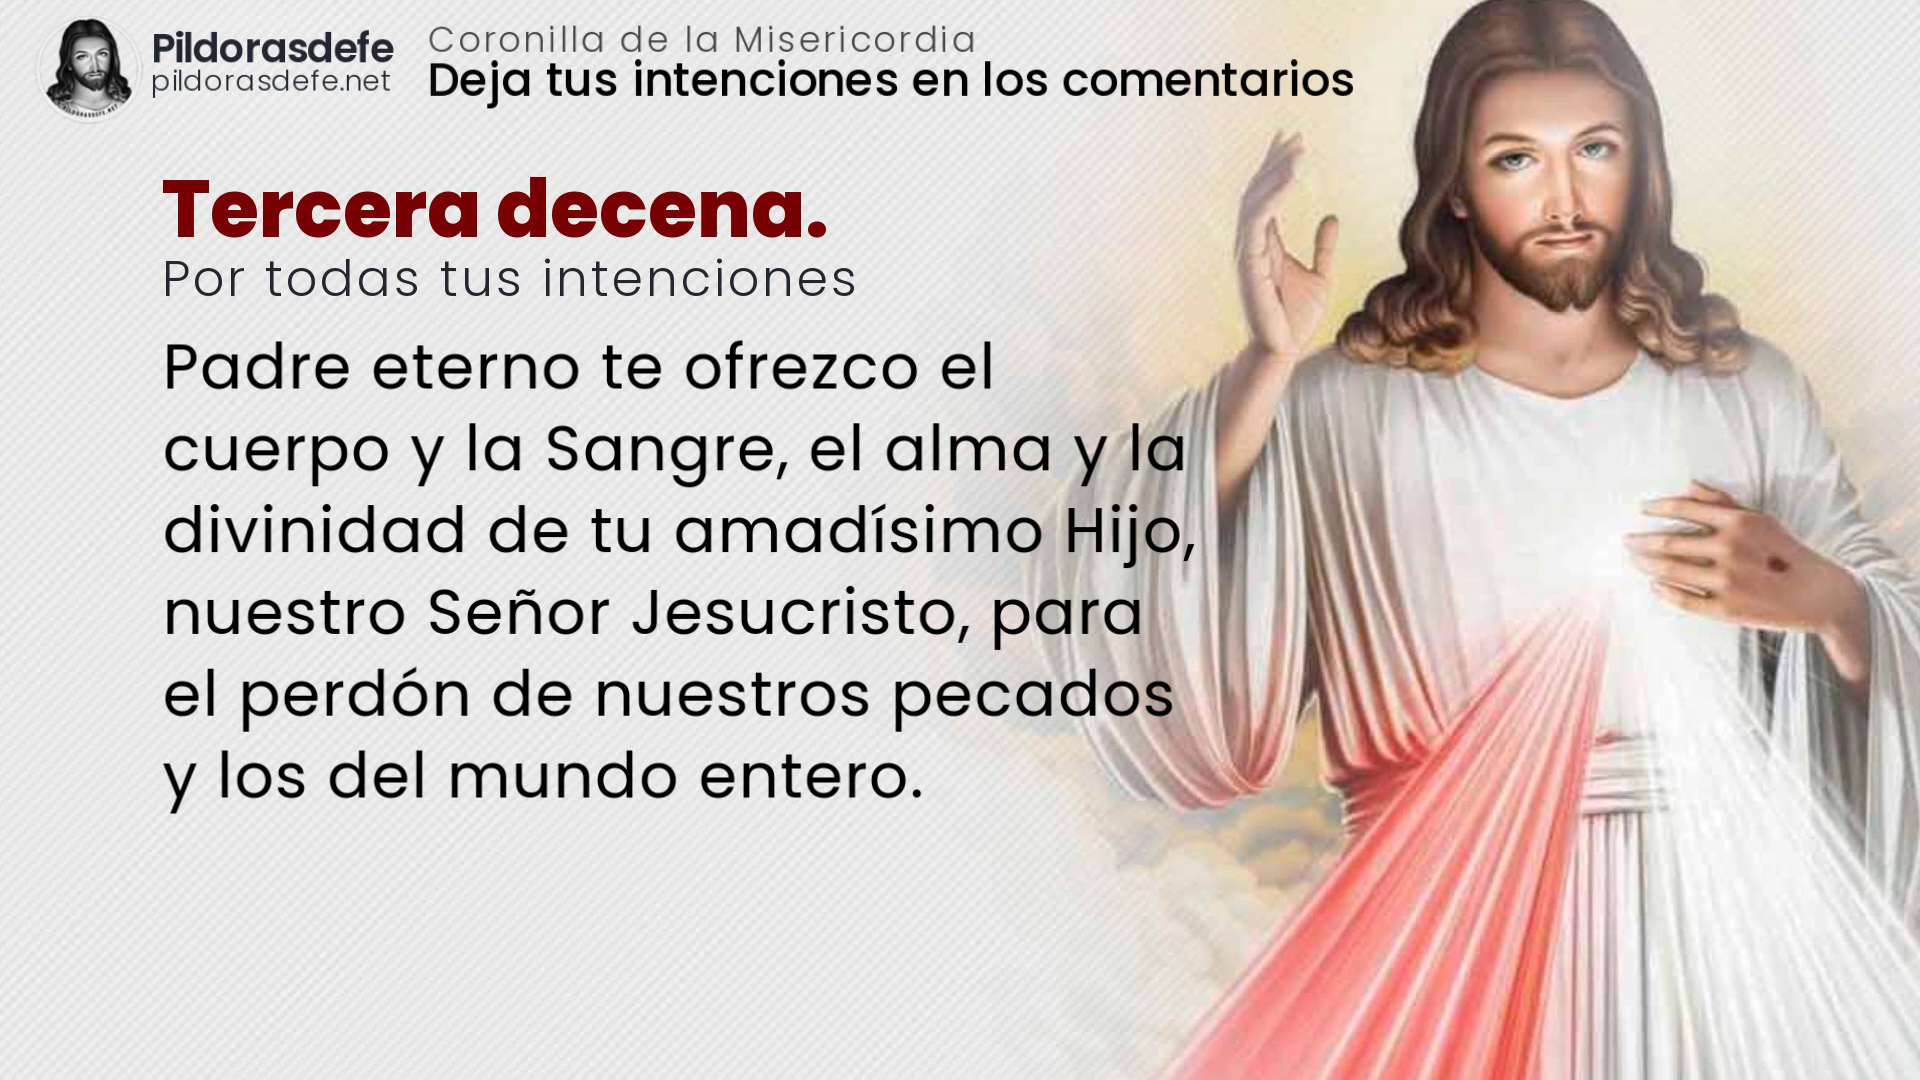 Pildorasdefe
pildorasdefe.net
Coronilla de la Misericordia
Deja tus intenciones en los comentarios
Tercera decena.
Por todas tus intenciones
Padre eterno te ofrezco el
cuerpo y la Sangre, el alma y la
divinidad de tu amadísimo Hijo,
nuestro Señor Jesucristo, para
el perdón de nuestros pecados
y los del mundo entero.